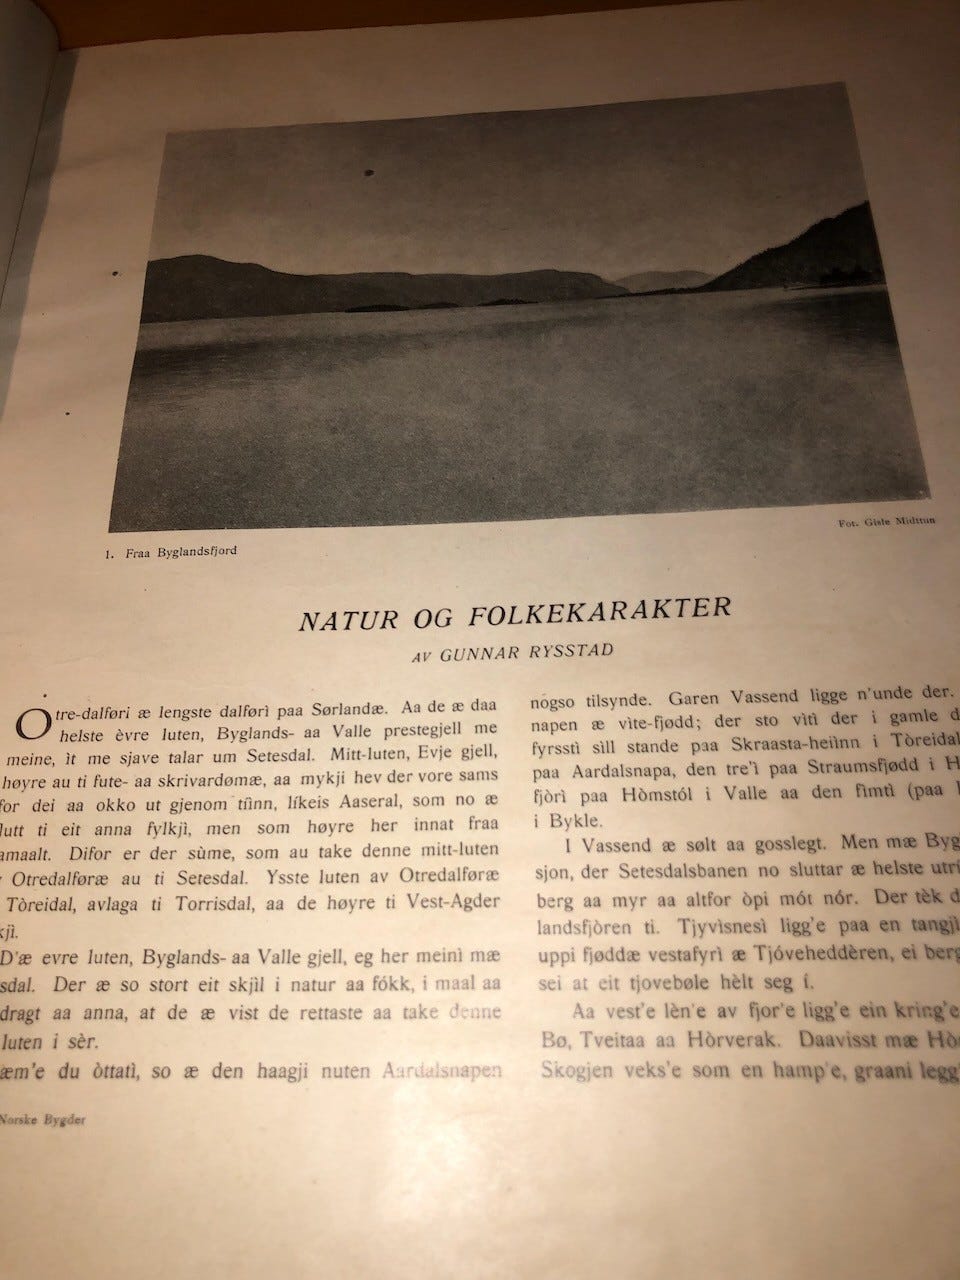 Fot. Gisle Midttun
1. Fraa Byglandsfjord
NATUR OG FOLKEKARAKTER
AV GUNNAR RYSSTAD
Otre-dalføri æ lengste dalførì paa Sørlandæ. Aa de æ daa
helste èvre luten, Byglands- aa Valle prestegjell me
meine, ìt me sjave talar um Setesdal. Mitt-luten, Evje gjell,
høyre au ti fute- aa skrivardømæ, aa mykji hev der vore sams
for dei aa okko ut gjenom tiìnn, líkeis Aaseral, som no æ
lutt ti eit anna fylkjì, men som høyre her innat fraa
amaalt. Difor er der sùme, som au take denne mitt-luten
Otredalføræ au ti Setesdal. Ysste luten av Otredalføræ
Tòreidal, avlaga ti Torrisdal, aa de høyre ti Vest-Agder
kjì.
D'æ evre luten, Byglands- aa Valle gjell, eg her meinì mæ
sdal. Der æ so stort eit skjìl i natur aa fókk, i maal aa
dragt aa anna, at de æ vist de rettaste aa take denne
luten i sèr.
æm'e du òttatì, so æ den haagji nuten Aardalsnapen
Norske Bygder
nògso tilsynde. Garen Vassend ligge n'unde der.
napen æ vìte-fjødd; der sto vìtì der i gamle
fyrsstì sìll stande paa Skraasta-heiìnn i Tòreidal
paa Aardalsnapa, den tre'ì paa Straumsfjødd i
fjòrì paa Hòmstól i Valle aa den fìmtì (paa
i Bykle.
I Vassend æ sølt aa gosslegt. Men mæ Byg
sjon, der Setesdalsbanen no sluttar æ helste utri
berg aa myr aa altfor òpi mót nór. Der tèk
landsfjòren ti. Tjyvìsnesì ligg'e paa en tangjì
uppi fjøddæ vestafyrì æ Tjóveheddèren, ei berg
sei at eit tjovebøle hèlt seg í.
Aa vest'e lèn'e av fjor'e ligg'e ein kring'e
Bø, Tveitaa aa Hòrverak. Daavisst mæ Hò
Skogjen veks'e som en hamp'e, graani legg'